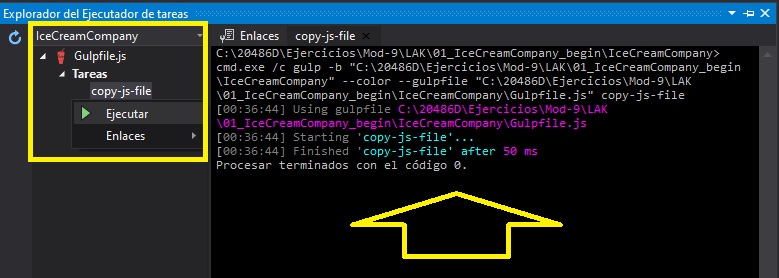 Explorador del Ejecutador de tareas
IceCreamCompany
Gulpfile.js
Tareas
copy-js-file
Ejecutar
Enlaces
Enlaces
copy-js-file
C:\20486D\Ejercicios\Mod-9\LAK\01_IceCreamCompany_begin\IceCreamCompany>
cmd.exe /c gulp -b "C:\20486D\Ejercicios\Mod-9\LAK\01_IceCreamCompany_begin
\IceCreamCompany" --color --gulpfile "C:\20486D\Ejercicios\Mod-9\LAK
\01_IceCreamCompany_begin\IceCreamCompany\Gulpfile.js" copy-js-file
[00:36:44] Using gulpfile C:\20486D\Ejercicios\Mod-9\LAK
\01_IceCreamCompany_begin\IceCreamCompany\Gulpfile.js
[00:36:44] Starting 'copy-js-file'...
[00:36:44] Finished 'copy-js-file' after 50 ms
Procesar terminados con el código 0.